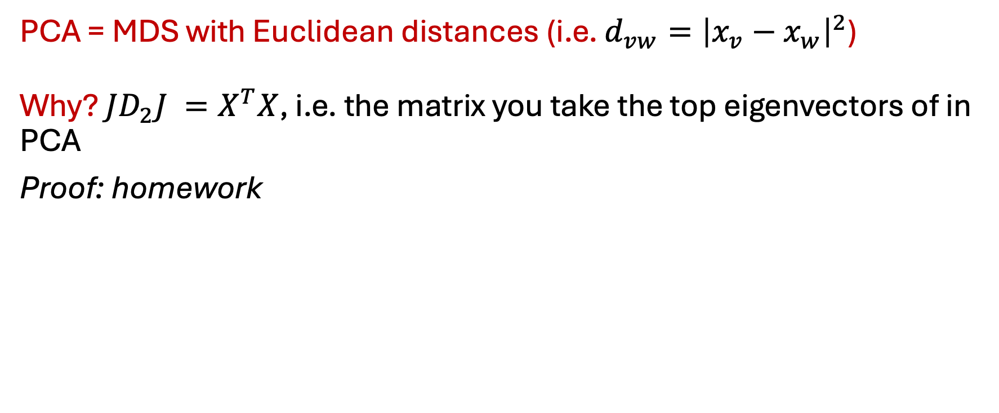 PCA = MDS with Euclidean distances (i.e. $d_{vw} = |x_v - x_w|^2$)
Why? $JD_2J = X^TX$, i.e. the matrix you take the top eigenvectors of in
PCA
Proof: homework